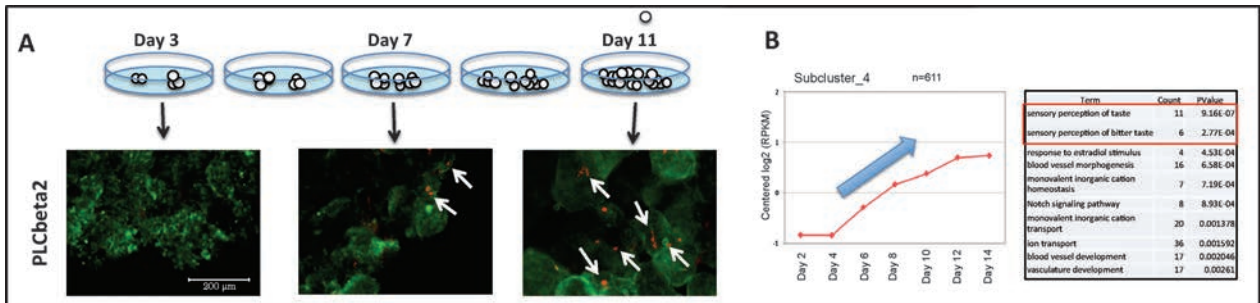 A
Day 3
Day 7
Day 11
PLCbeta2
200 µm
B
Subcluster_4 n=611
Centered log2 (RPKM)
2
1
0
-1
Day 2
Day 4
Day 6
Day 8
Day 10
Day 12
Day 14
Term Count PValue
sensory perception of taste 11 9.16E-07
sensory perception of bitter taste 6 2.77E-04
response to estradiol stimulus 4 4.53E-04
blood vessel morphogenesis 16 6.58E-04
monovalent inorganic cation
homeostasis 7 7.19E-04
Notch signaling pathway 8 8.93E-04
monovalent inorganic cation
transport 20 0.001378
ion transport 36 0.001592
blood vessel development 17 0.002046
vasculature development 17 0.00261